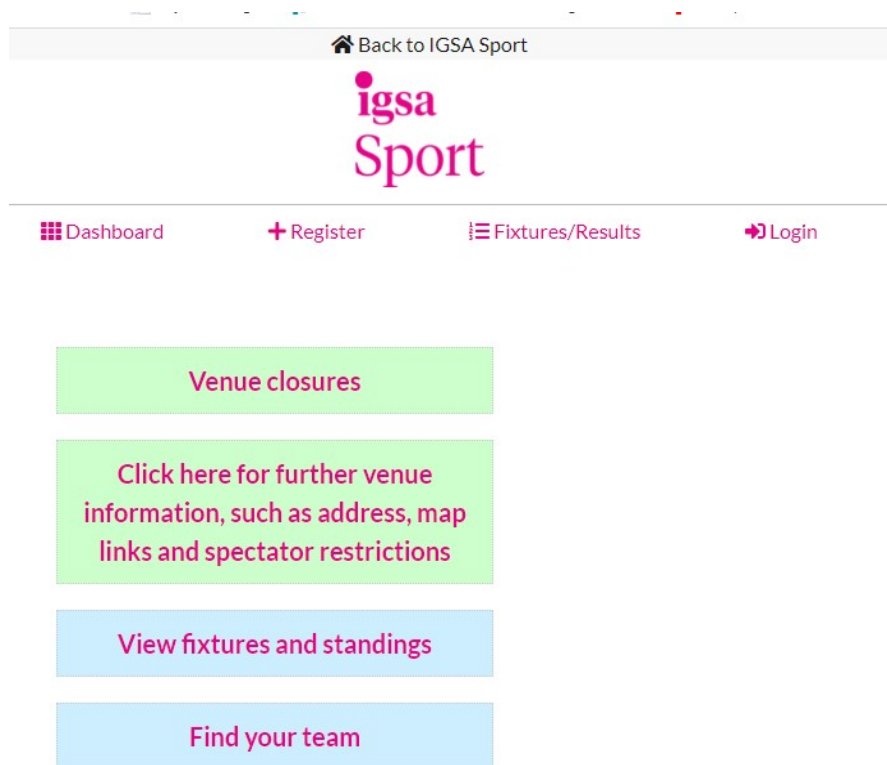 Back to IGSA Sport
igsa
Sport
Dashboard
Register
Fixtures/Results
Login
Venue closures
Click here for further venue
information, such as address, map
links and spectator restrictions
View fixtures and standings
Find your team